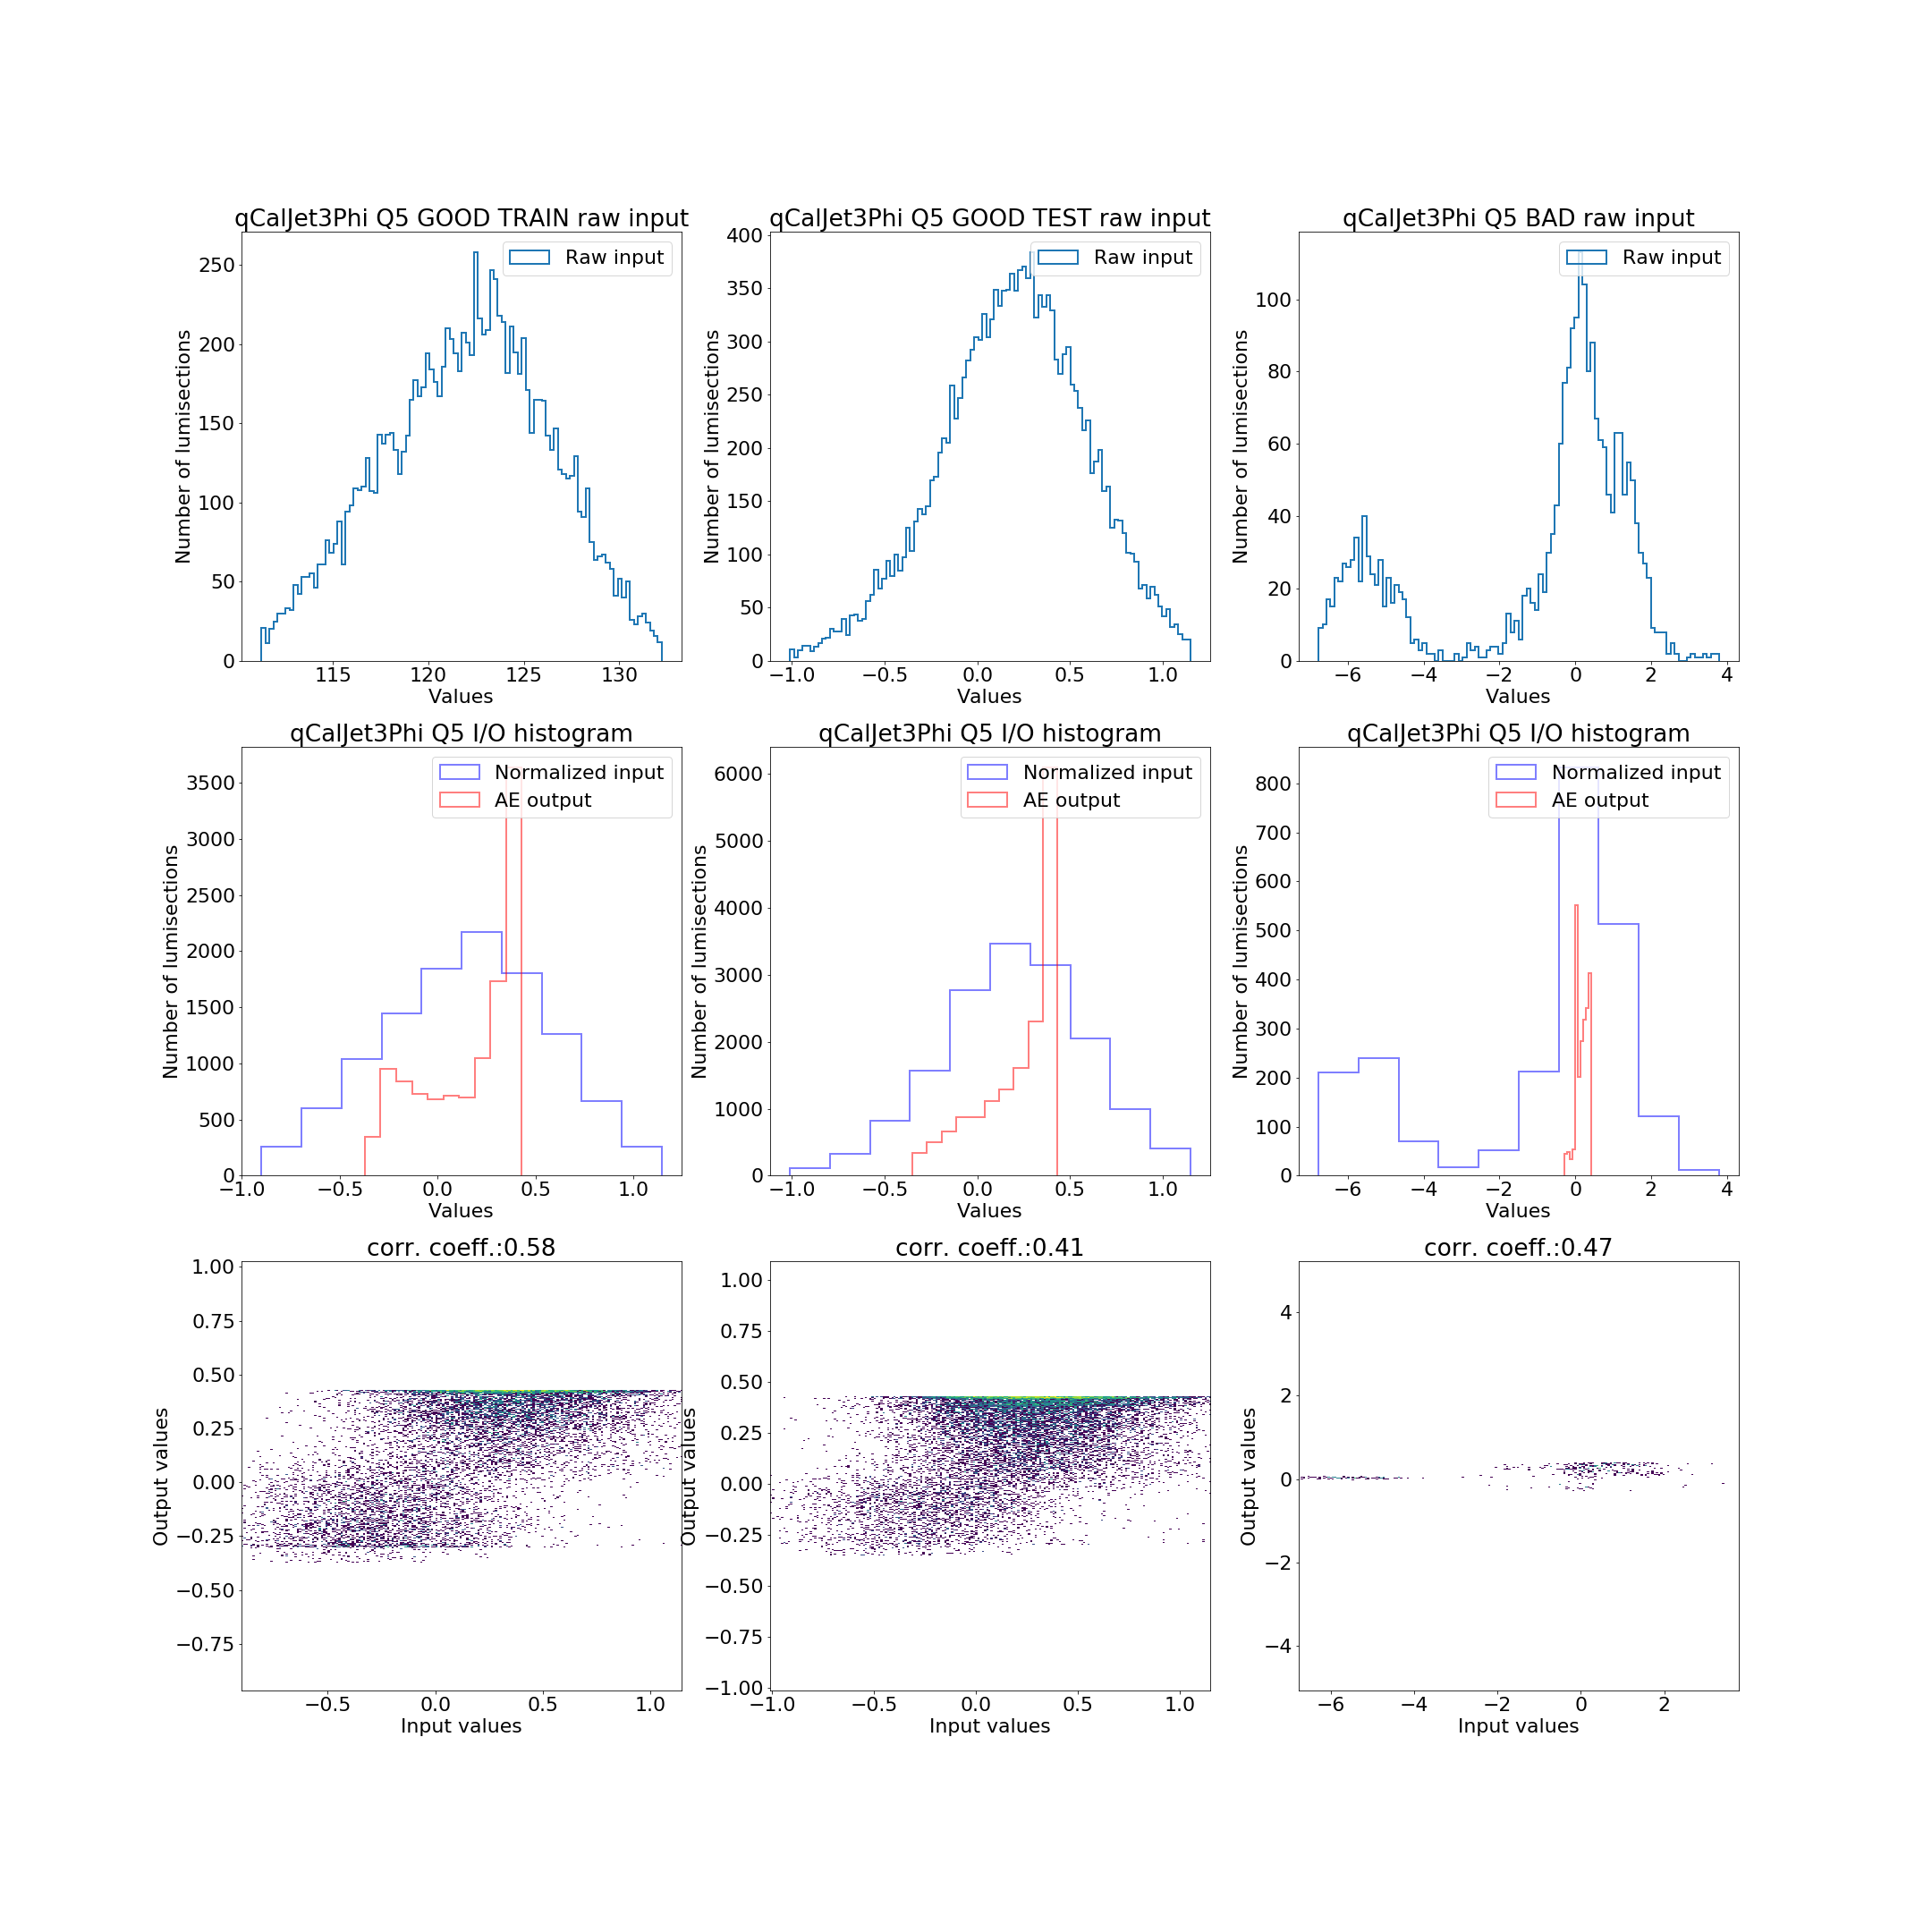 qCalJet3Phi Q5 GOOD TRAIN raw input
Raw input
Number of lumisections
250
200
150
100
50
0
115 120 125 130
Values
qCalJet3Phi Q5 GOOD TEST raw input
Raw input
Number of lumisections
400
350
300
250
200
150
100
50
0
−1.0 −0.5 0.0 0.5 1.0
Values
qCalJet3Phi Q5 BAD raw input
Raw input
Number of lumisections
100
80
60
40
20
0
−6 −4 −2 0 2 4
Values
qCalJet3Phi Q5 I/O histogram
Normalized input
AE output
Number of lumisections
3500
3000
2500
2000
1500
1000
500
0
−1.0 −0.5 0.0 0.5 1.0
Values
qCalJet3Phi Q5 I/O histogram
Normalized input
AE output
Number of lumisections
6000
5000
4000
3000
2000
1000
0
−1.0 −0.5 0.0 0.5 1.0
Values
qCalJet3Phi Q5 I/O histogram
Normalized input
AE output
Number of lumisections
800
700
600
500
400
300
200
100
0
−6 −4 −2 0 2 4
Values
corr. coeff.:0.58
Output values
1.00
0.75
0.50
0.25
0.00
−0.25
−0.50
−0.75
−0.5 0.0 0.5 1.0
Input values
corr. coeff.:0.41
Output values
1.00
0.75
0.50
0.25
0.00
−0.25
−0.50
−0.75
−1.00
−1.0 −0.5 0.0 0.5 1.0
Input values
corr. coeff.:0.47
Output values
4
2
0
−2
−4
−6 −4 −2 0 2
Input values